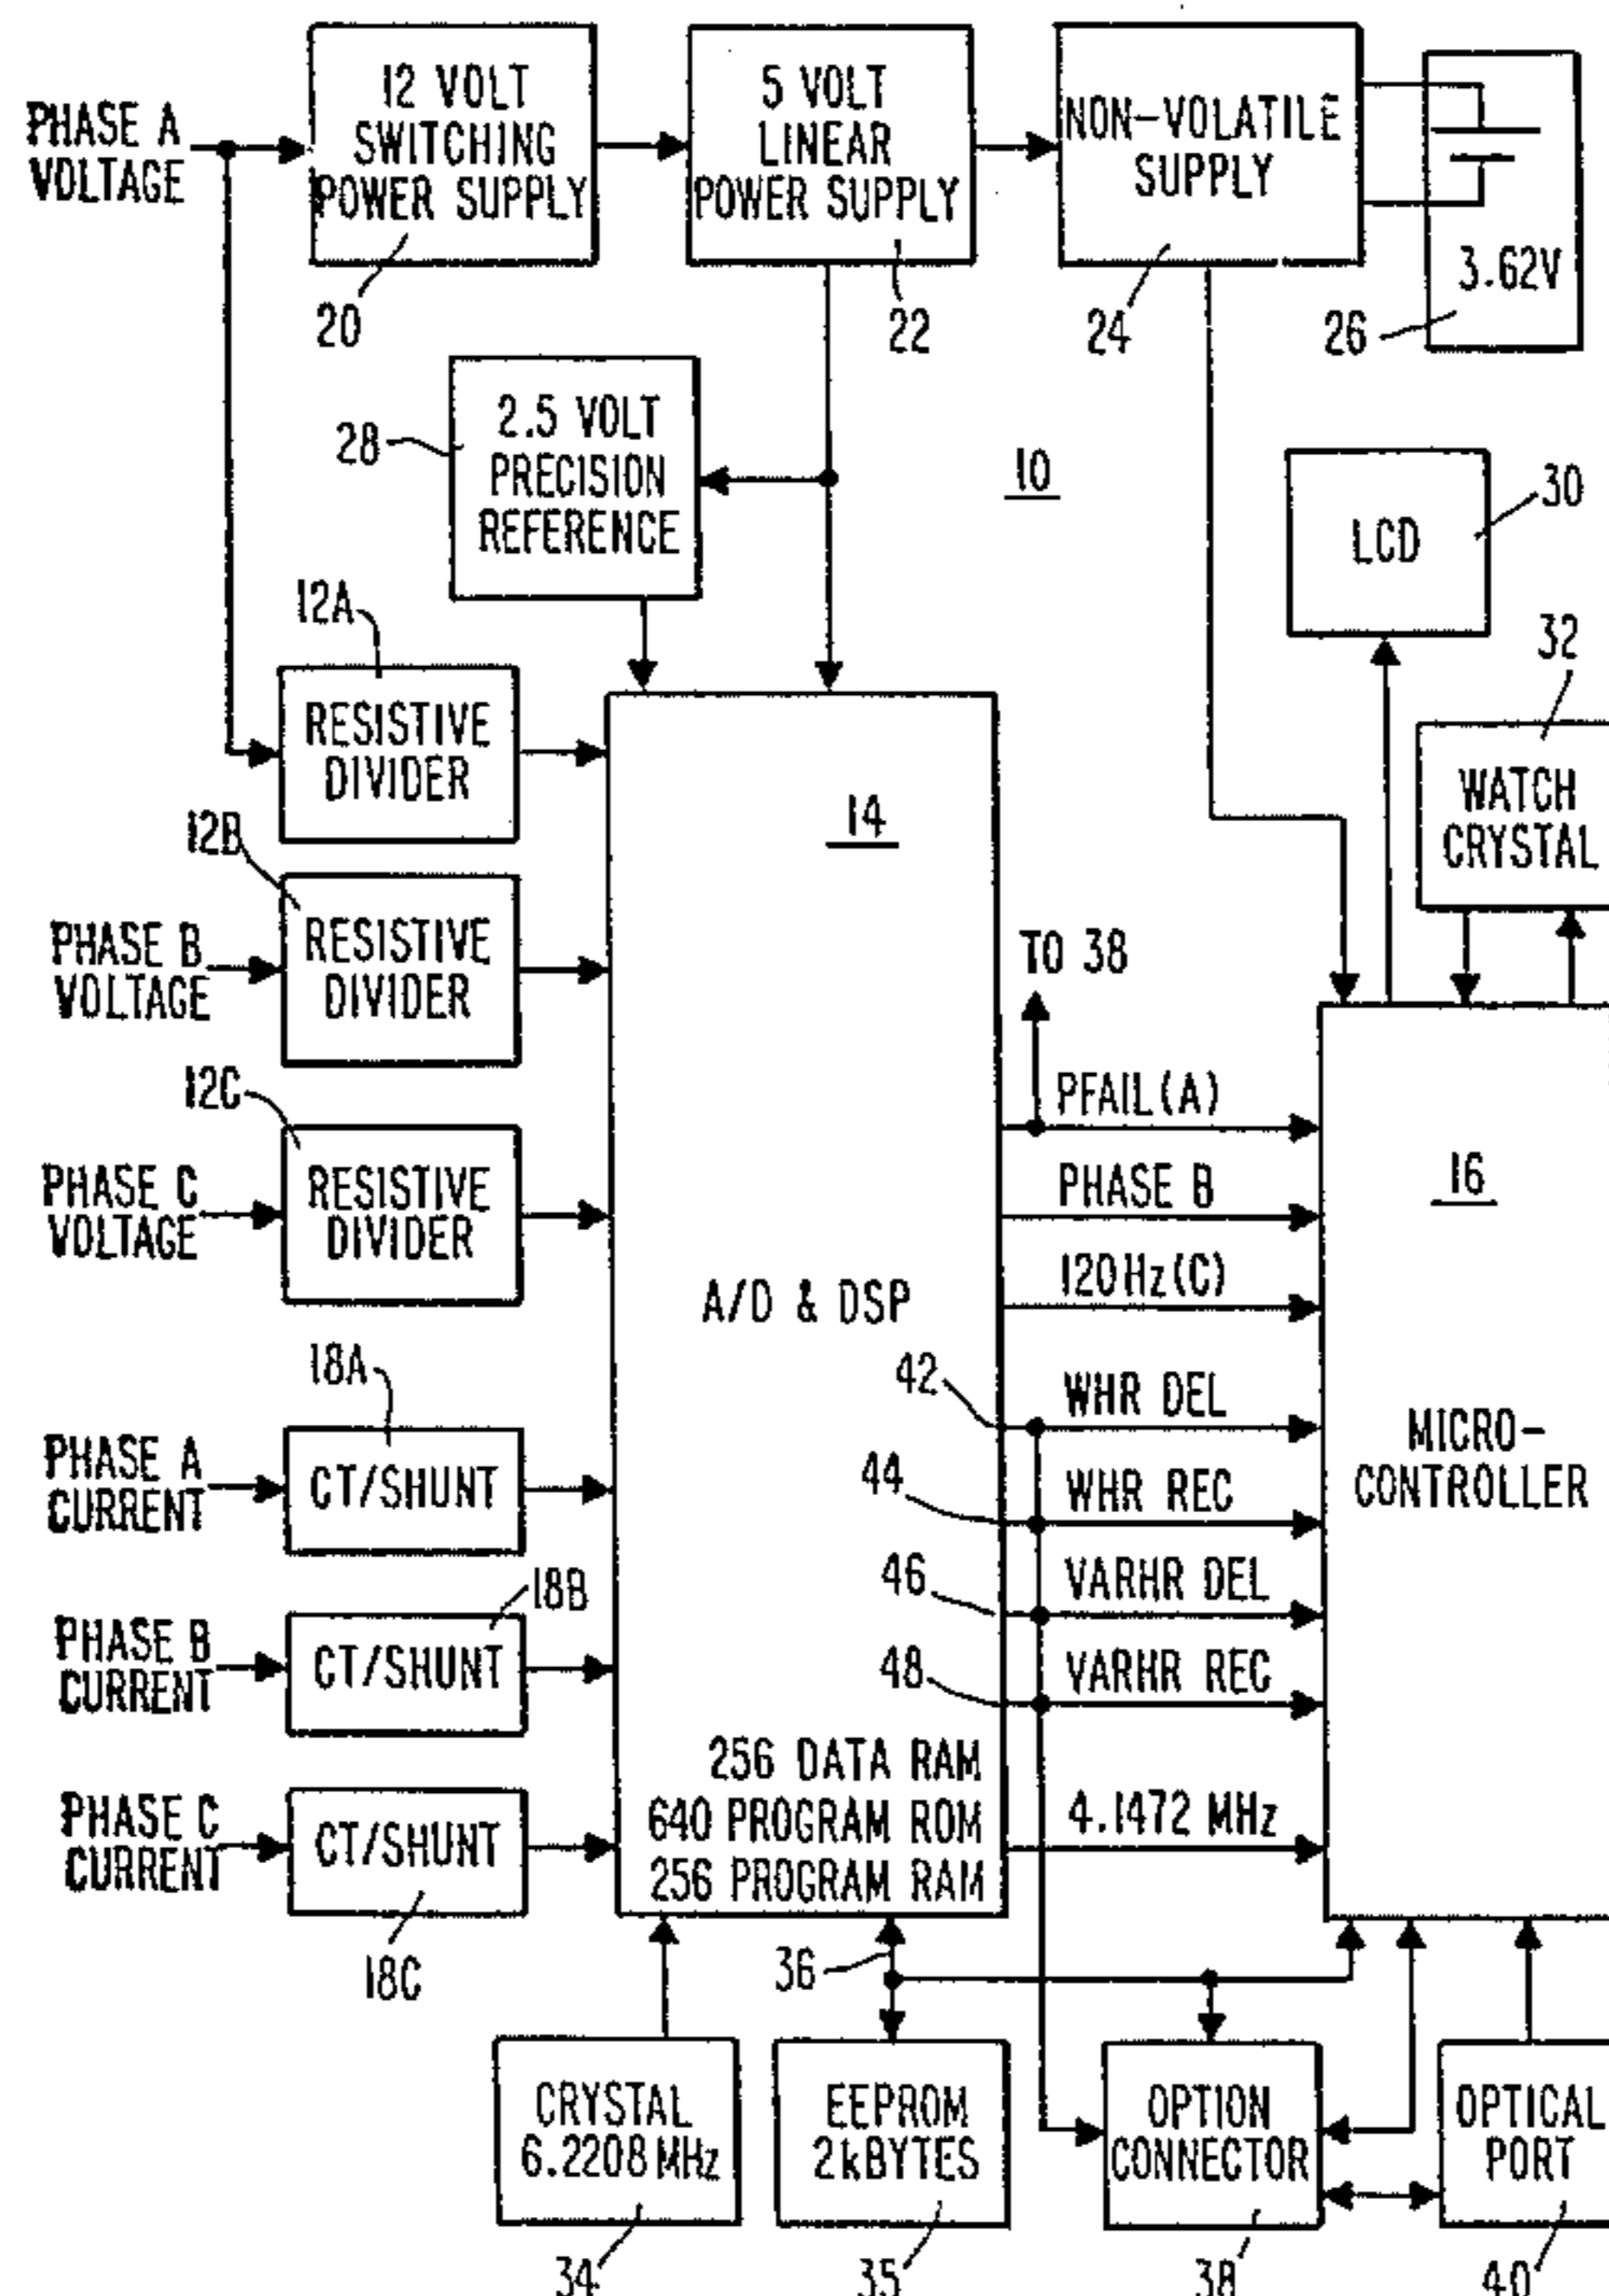 PHASE A
VOLTAGE
12 VOLT
SWITCHING
POWER SUPPLY
20
5 VOLT
LINEAR
POWER SUPPLY
22
NON-VOLATILE
SUPPLY
24
3.62V
26
28
2.5 VOLT
PRECISION
REFERENCE
10
LCD
30
32
WATCH
CRYSTAL
12A
RESISTIVE
DIVIDER
12B
PHASE B
VOLTAGE
RESISTIVE
DIVIDER
12C
PHASE C
VOLTAGE
RESISTIVE
DIVIDER
14
A/D & DSP
TO 38
PFAIL(A)
PHASE B
120 Hz(C)
42
WHR DEL
44
WHR REC
46
VARHR DEL
48
VARHR REC
4.1472 MHz
16
MICRO-
CONTROLLER
18A
PHASE A
CURRENT
CT/SHUNT
18B
PHASE B
CURRENT
CT/SHUNT
PHASE C
CURRENT
CT/SHUNT
18C
256 DATA RAM
640 PROGRAM ROM
256 PROGRAM RAM
36
CRYSTAL
6.2208 MHz
34
EEPROM
2kBYTES
35
OPTION
CONNECTOR
38
OPTICAL
PORT
40